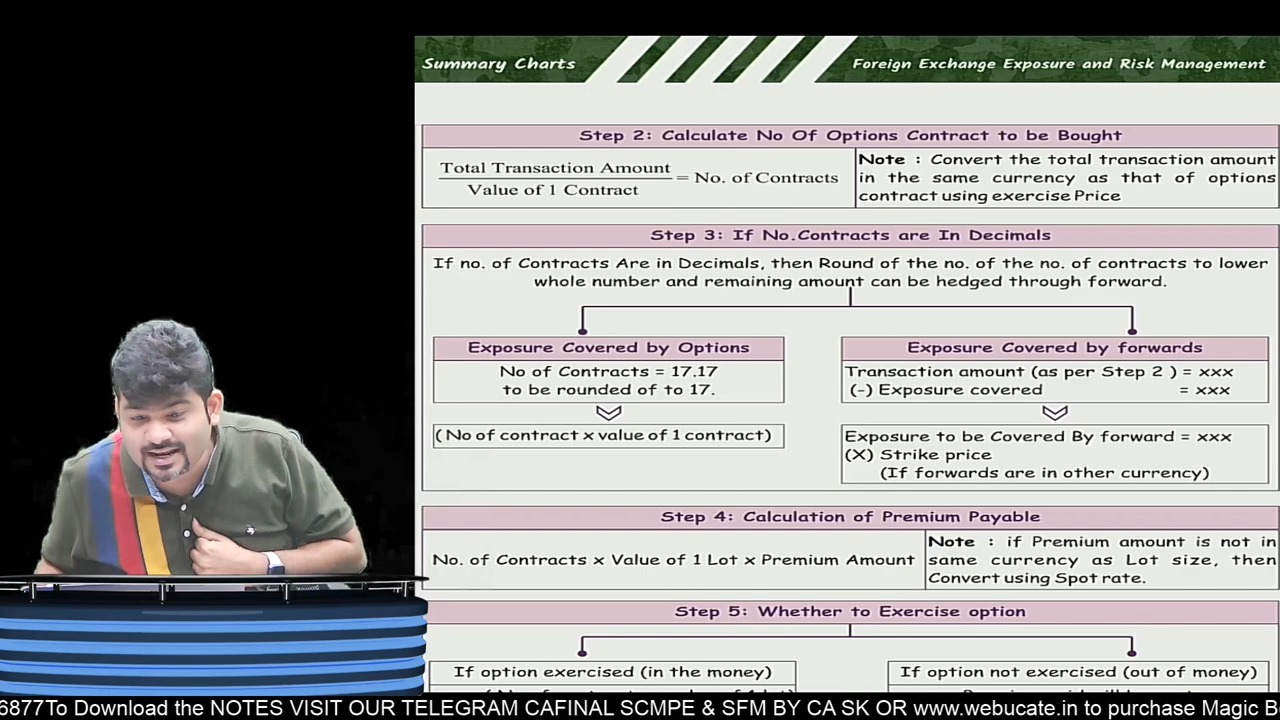 Summary Charts
Foreign Exchange Exposure and Risk Management
Step 2: Calculate No Of Options Contract to be Bought
Total Transaction Amount
Value of 1 Contract
= No. of Contracts
Note : Convert the total transaction amount
in the same currency as that of options
contract using exercise Price
Step 3: If No.Contracts are In Decimals
If no. of Contracts Are in Decimals, then Round of the no. of the no. of contracts to lower
whole number and remaining amount can be hedged through forward.
Exposure Covered by Options
No of Contracts = 17.17
to be rounded of to 17.
(No of contract x value of 1 contract)
Exposure Covered by forwards
Transaction amount (as per Step 2 ) = xxx
(-) Exposure covered = xxx
Exposure to be Covered By forward = xxx
(X) Strike price
(If forwards are in other currency)
Step 4: Calculation of Premium Payable
No. of Contracts x Value of 1 Lot x Premium Amount
Note : if Premium amount is not in
same currency as Lot size, then
Convert using Spot rate.
Step 5: Whether to Exercise option
If option exercised (in the money)
If option not exercised (out of money)
6877To Download the NOTES VISIT OUR TELEGRAM CAFINAL SCMPE & SFM BY CA SK OR www.webucate.in to purchase Magic B